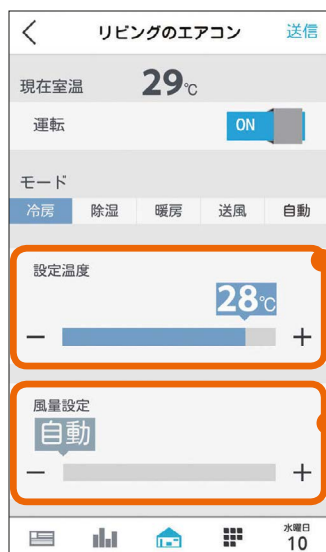 リビングのエアコン 送信
現在室温 29℃
運転 ON
モード
冷房 除湿 暖房 送風 自動
設定温度
28℃
− +
風量設定
自動
− +
水曜日
10